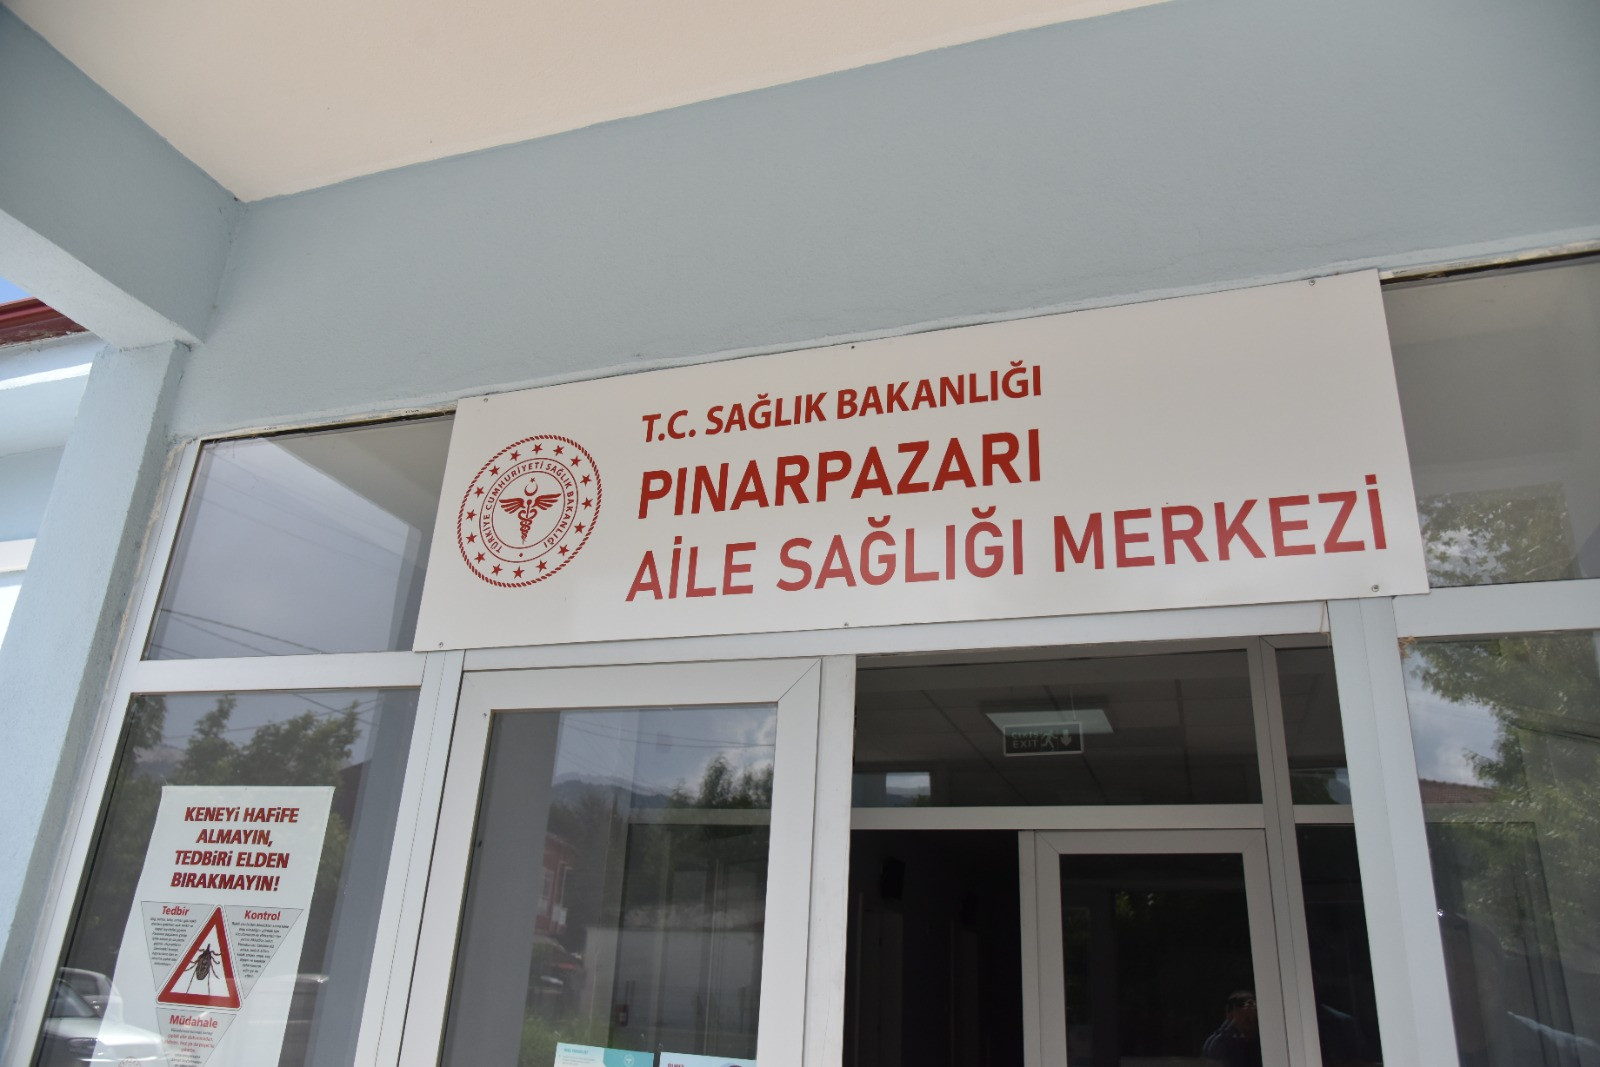 T.C. SAĞLIK BAKANLIĞI
PINARPAZARI
AİLE SAĞLIĞI MERKEZİ
TÜRKİYE CUMHURİYETİ SAĞLIK BAKANLIĞI
ÇIKIŞ
EXIT
KENEYİ HAFİFE
ALMAYIN,
TEDBİRİ ELDEN
BIRAKMAYIN!
Tedbir
Kontrol
Müdahale